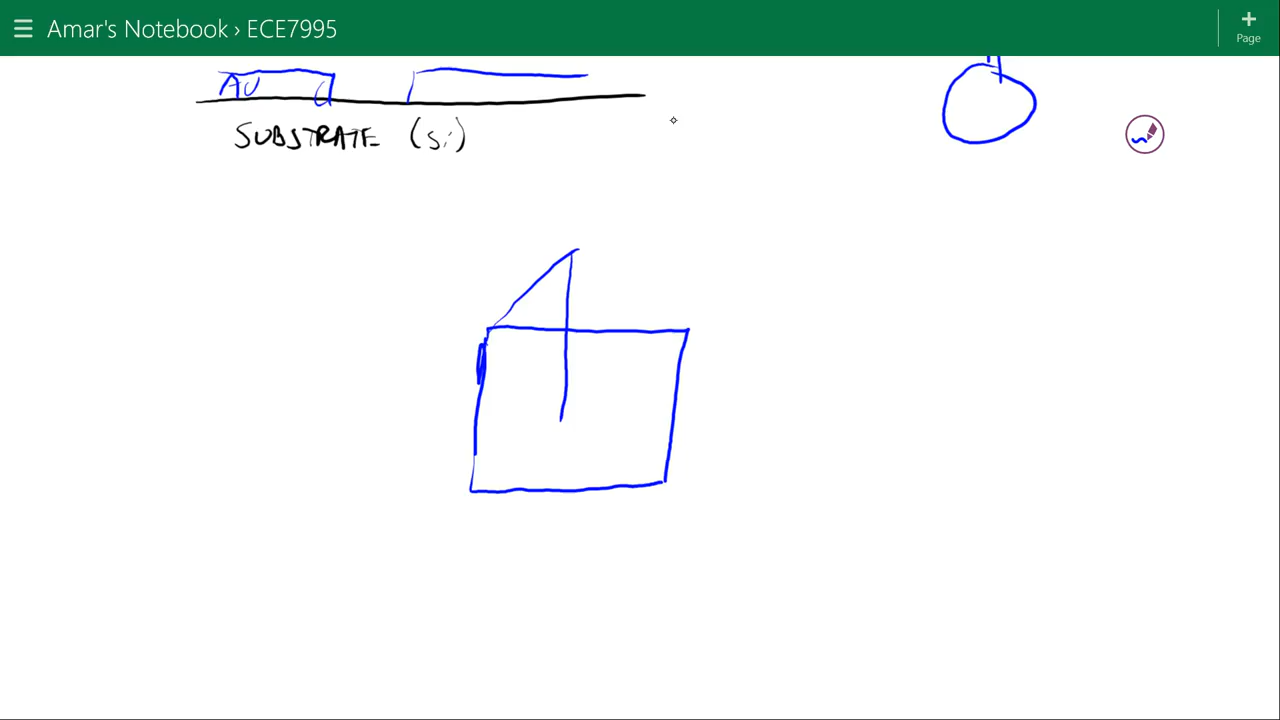 Amar's Notebook › ECE7995
Page
AU
SUBSTRATE (Si)